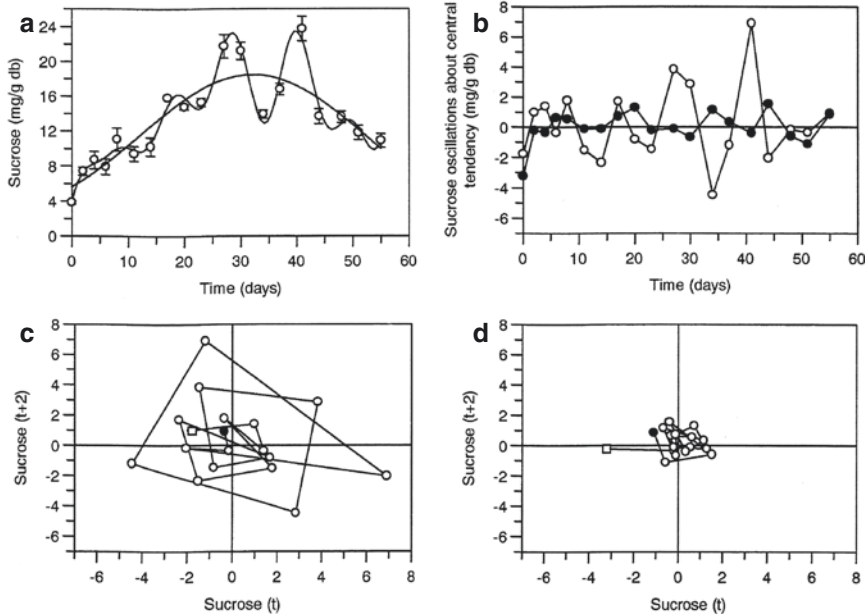 a
Sucrose (mg/g db)
24
20
16
12
8
4
0
0 10 20 30 40 50 60
Time (days)
b
Sucrose oscillations about central
tendency (mg/g db)
8
6
4
2
0
-2
-4
-6
0 10 20 30 40 50 60
Time (days)
c
Sucrose (t+2)
8
6
4
2
0
-2
-4
-6
-6 -4 -2 0 2 4 6 8
Sucrose (t)
d
Sucrose (t+2)
8
6
4
2
0
-2
-4
-6
-6 -4 -2 0 2 4 6 8
Sucrose (t)